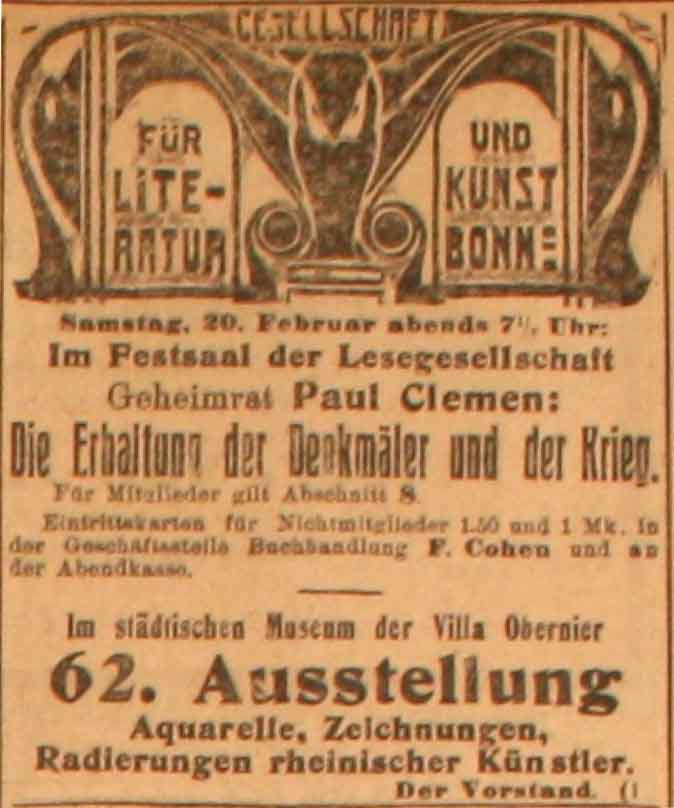 GESELLSCHAFT
FÜR
LITE-
RATUR
UND
KUNST
BONN
Samstag, 20. Februar abends 7½ Uhr:
Im Festsaal der Lesegesellschaft
Geheimrat Paul Clemen:
Die Erhaltung der Denkmäler und der Krieg.
Für Mitglieder gilt Abschnitt 8.
Eintrittskarten für Nichtmitglieder 1.50 und 1 Mk. in
der Geschäftsstelle Buchhandlung F. Cohen und an
der Abendkasse.
Im städtischen Museum der Villa Obernier
62. Ausstellung
Aquarelle, Zeichnungen,
Radierungen rheinischer Künstler.
Der Vorstand.